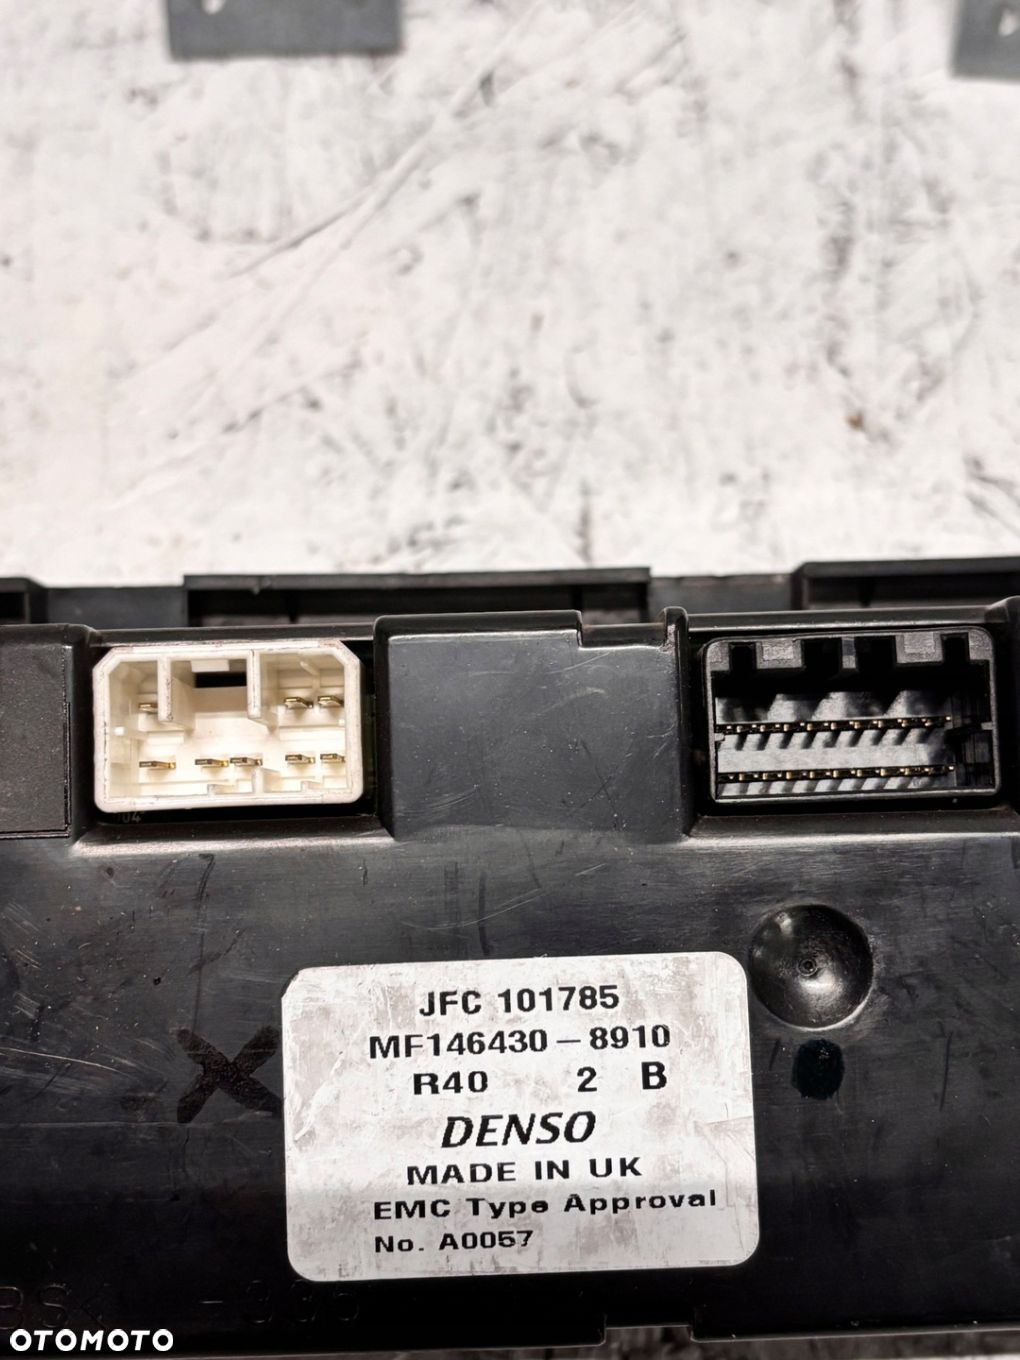 JFC 101785
MF146430-8910
R40 2 B
DENSO
MADE IN UK
EMC Type Approval
No. A0057
OTOMOTO